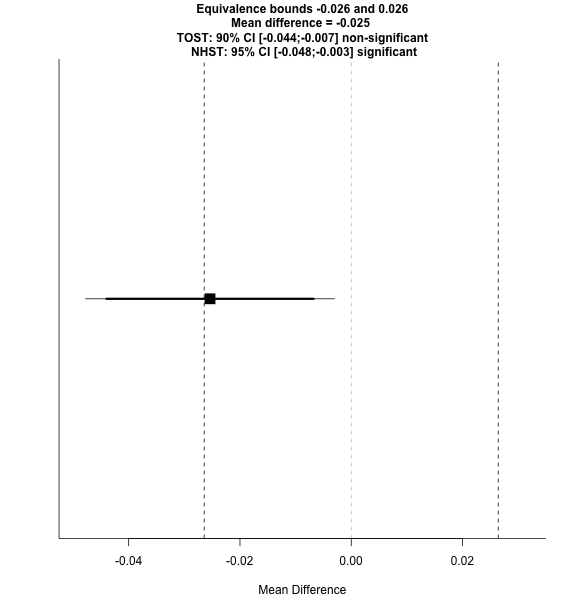 Equivalence bounds -0.026 and 0.026
Mean difference = -0.025
TOST: 90% CI [-0.044;-0.007] non-significant
NHST: 95% CI [-0.048;-0.003] significant
-0.04 -0.02 0.00 0.02
Mean Difference